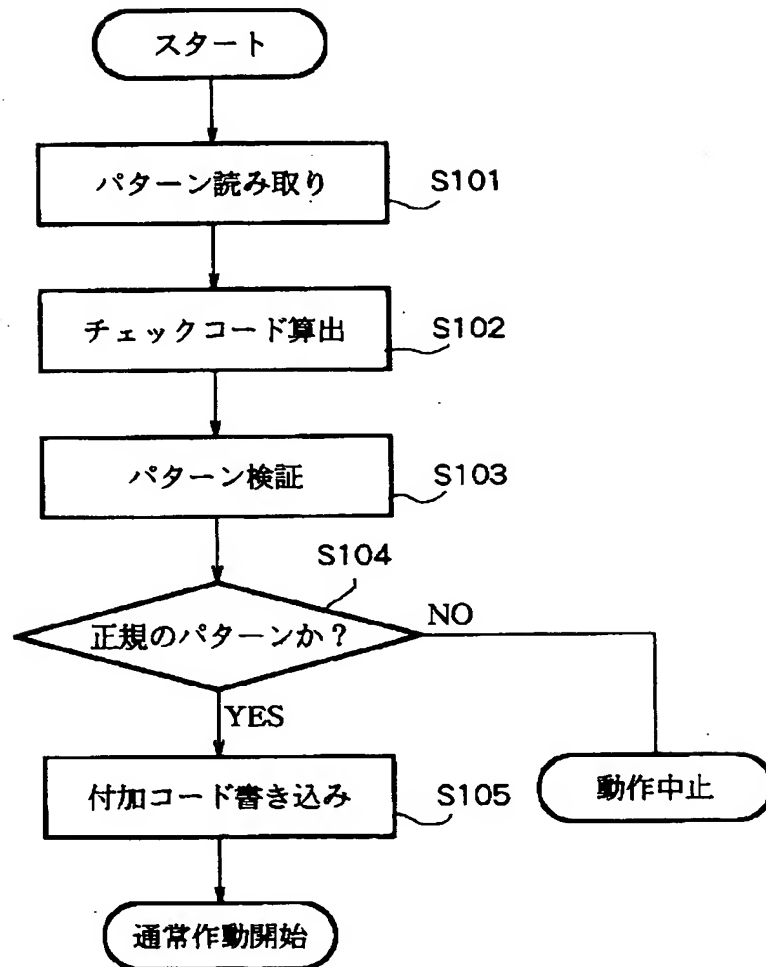 スタート
パターン読み取り
S101
チェックコード算出
S102
パターン検証
S103
S104
正規のパターンか？
NO
YES
付加コード書き込み
S105
動作中止
通常作動開始